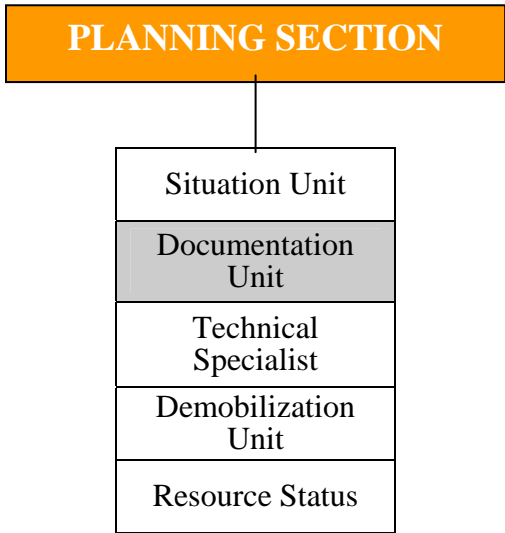 PLANNING SECTION
Situation Unit
Documentation
Unit
Technical
Specialist
Demobilization
Unit
Resource Status